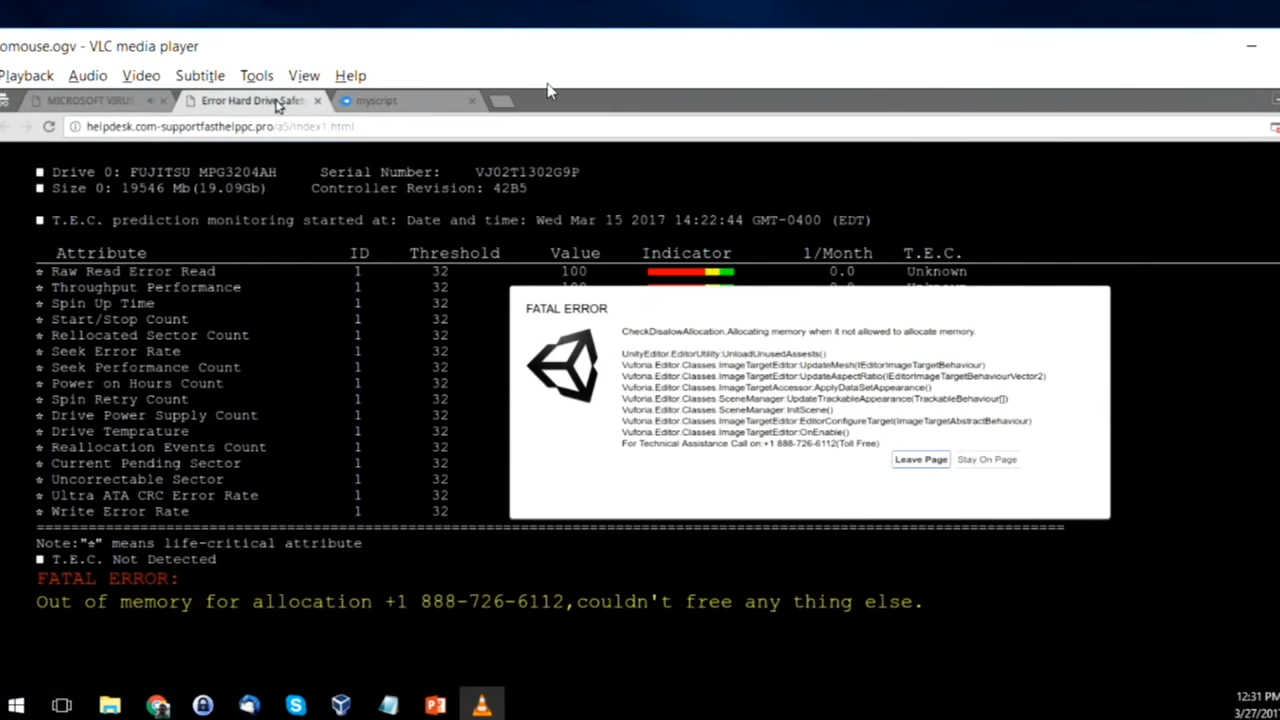 omouse.ogv - VLC media player
Playback Audio Video Subtitle Tools View Help
MICROSOFT VIRUS Error Hard Drive Safet myscript
helpdesk.com-supportfasthelppc.pro/a5/index1.html
Drive 0: FUJITSU MPG3204AH Serial Number: VJ02T1302G9P
Size 0: 19546 Mb(19.09Gb) Controller Revision: 42B5
T.E.C. prediction monitoring started at: Date and time: Wed Mar 15 2017 14:22:44 GMT-0400 (EDT)
Attribute ID Threshold Value Indicator 1/Month T.E.C.
Raw Read Error Read 1 32 100 0.0 Unknown
Throughput Performance 1 32
Spin Up Time 1 32
Start/Stop Count 1 32
Rellocated Sector Count 1 32
Seek Error Rate 1 32
Seek Performance Count 1 32
Power on Hours Count 1 32
Spin Retry Count 1 32
Drive Power Supply Count 1 32
Drive Temprature 1 32
Reallocation Events Count 1 32
Current Pending Sector 1 32
Uncorrectable Sector 1 32
Ultra ATA CRC Error Rate 1 32
Write Error Rate 1 32
FATAL ERROR
CheckDisalowAllocation.Allocating memory when it not allowed to allocate memory.
UnityEditor.EditorUtility:UnloadUnusedAssests()
Vuforia.Editor.Classes.ImageTargetEditor:UpdateMesh(IEditorImageTargetBehaviour)
Vuforia.Editor.Classes.ImageTargetEditor:UpdateAspectRatio(IEditorImageTargetBehaviourVector2)
Vuforia.Editor.Classes.ImageTargetAccessor:ApplyDataSetAppearance()
Vuforia.Editor.Classes.SceneManager:UpdateTrackableAppearance(TrackableBehaviour[])
Vuforia.Editor.Classes.SceneManager:InitScene()
Vuforia.Editor.Classes.ImageTargetEditor:EditorConfigureTarget(ImageTargetAbstractBehaviour)
Vuforia.Editor.Classes.ImageTargetEditor:OnEnable()
For Technical Assistance Call on:+1 888-726-6112(Toll Free)
Leave Page Stay On Page
Note:"☆" means life-critical attribute
T.E.C. Not Detected
FATAL ERROR:
Out of memory for allocation +1 888-726-6112,couldn't free any thing else.
12:31 PM
3/27/201